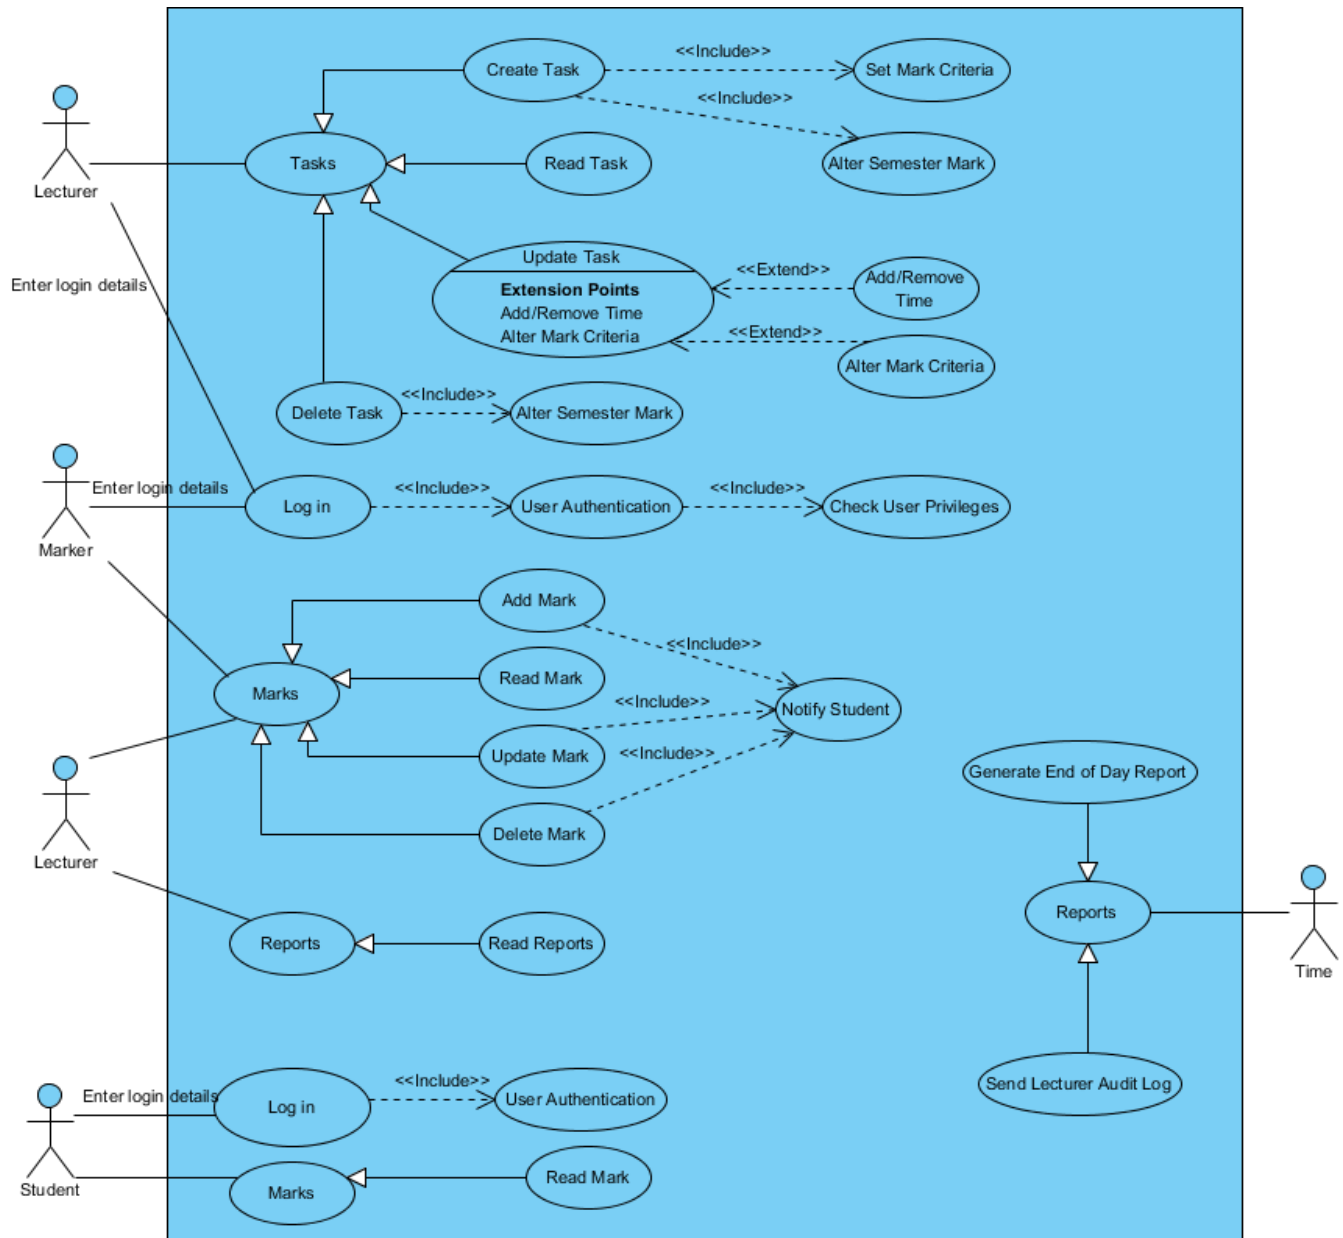 <<Include>>
Create Task
Set Mark Criteria
<<Include>>
Lecturer
Tasks
Read Task
Alter Semester Mark
Enter login details
Update Task
Extension Points
Add/Remove Time
Alter Mark Criteria
<<Extend>>
Add/Remove
Time
<<Extend>>
Alter Mark Criteria
Delete Task
<<Include>>
Alter Semester Mark
Marker
Enter login details
Log in
<<Include>>
User Authentication
<<Include>>
Check User Privileges
Add Mark
<<Include>>
Marks
Read Mark
<<Include>>
Notify Student
Update Mark
<<Include>>
Delete Mark
Generate End of Day Report
Lecturer
Reports
Read Reports
Reports
Time
Send Lecturer Audit Log
Enter login details
Log in
<<Include>>
User Authentication
Student
Marks
Read Mark